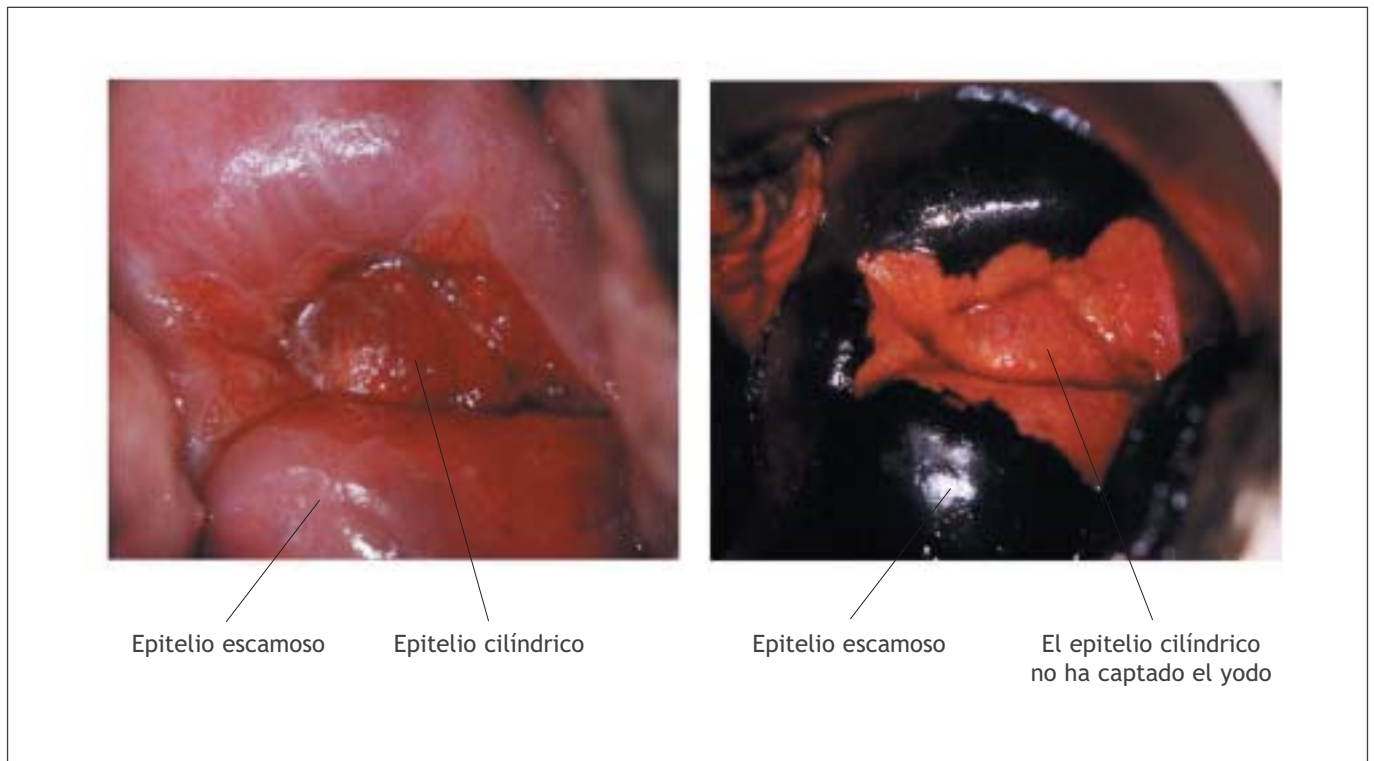 Epitelio escamoso
Epitelio cilíndrico
Epitelio escamoso
El epitelio cilíndrico
no ha captado el yodo